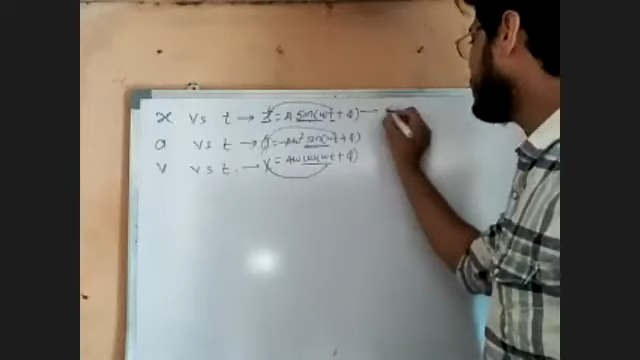 x vs t → x = A sin(ωt + φ) —
a vs t → a = -Aω² sin(ωt + φ)
v vs t. → v = Aω cos(ωt + φ)